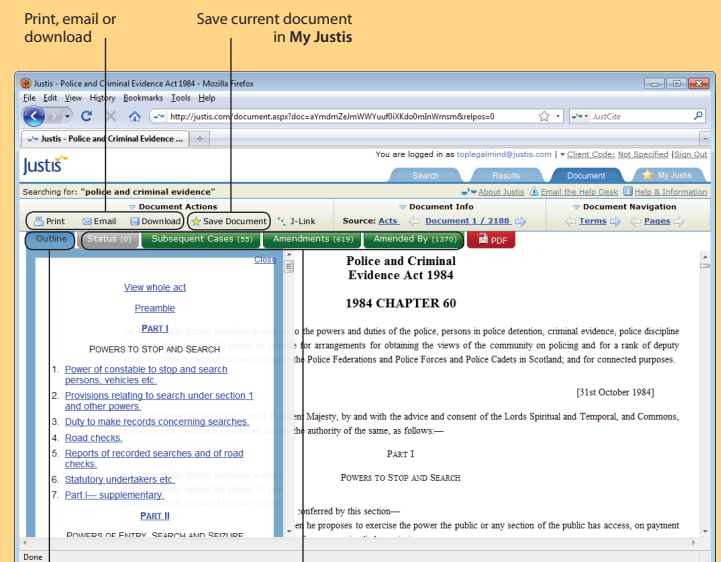 Print, email or
download
Save current document
in My Justis
Justis - Police and Criminal Evidence Act 1984 - Mozilla Firefox
File Edit View History Bookmarks Tools Help
http://justis.com/document.aspx?doc=aYmdmZeJmWWYuuf0iXKdo0mInWmsm&relpos=0
JustCite
Justis - Police and Criminal Evidence ...
Justis
You are logged in as toplegalmind@justis.com | Client Code: Not Specified | Sign Out
Search Results Document My Justis
Searching for: "police and criminal evidence"
About Justis Email the Help Desk Help & Information
Document Actions Document Info Document Navigation
Print Email Download Save Document J-Link Source: Acts Document 1 / 2188 Terms Pages
Outline Status (0) Subsequent Cases (55) Amendments (619) Amended By (1370) PDF
Close
View whole act
Preamble
PART I
POWERS TO STOP AND SEARCH
1. Power of constable to stop and search
persons, vehicles etc.
2. Provisions relating to search under section 1
and other powers.
3. Duty to make records concerning searches.
4. Road checks.
5. Reports of recorded searches and of road
checks.
6. Statutory undertakers etc.
7. Part I— supplementary.
PART II
POWERS OF ENTRY, SEARCH AND SEIZURE
Police and Criminal
Evidence Act 1984
1984 CHAPTER 60
o the powers and duties of the police, persons in police detention, criminal evidence, police discipline
for arrangements for obtaining the views of the community on policing and for a rank of deputy
the Police Federations and Police Forces and Police Cadets in Scotland; and for connected purposes.
[31st October 1984]
ent Majesty, by and with the advice and consent of the Lords Spiritual and Temporal, and Commons,
the authority of the same, as follows:—
PART I
POWERS TO STOP AND SEARCH
conferred by this section—
en he proposes to exercise the power the public or any section of the public has access, on payment
Done